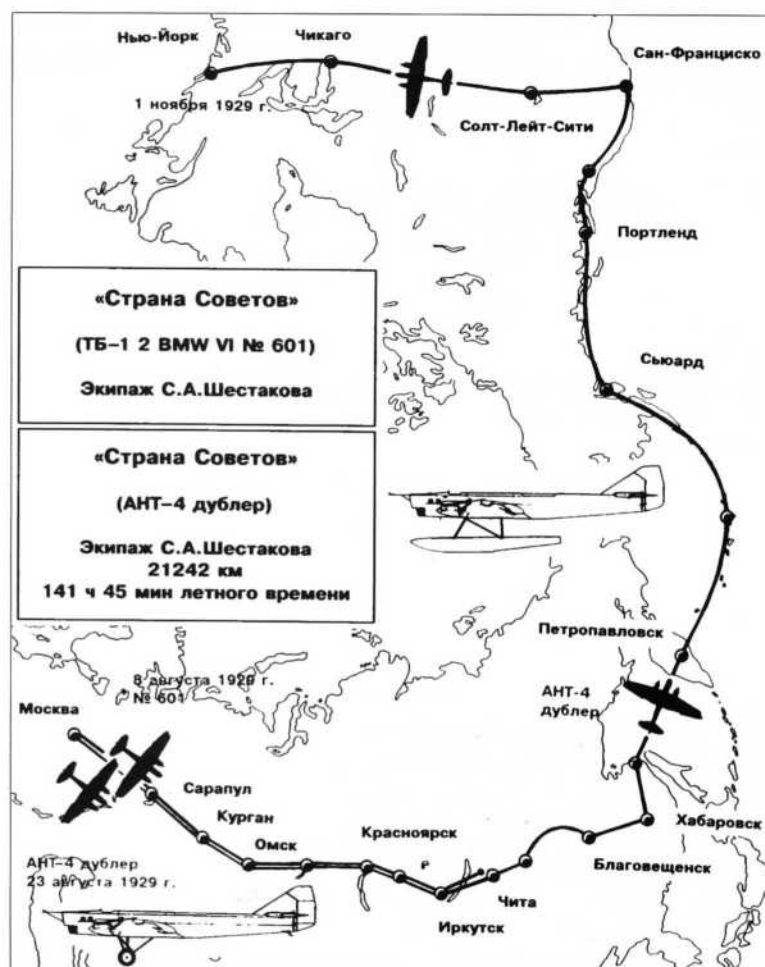 Нью-Йорк
Чикаго
Сан-Франциско
1 ноября 1929 г.
Солт-Лейт-Сити
Портленд
«Страна Советов»
(ТБ-1 2 BMW VI № 601)
Экипаж С.А.Шестакова
Сьюард
«Страна Советов»
(АНТ-4 дублер)
Экипаж С.А.Шестакова
21242 км
141 ч 45 мин летного времени
Петропавловск
8 августа 1929 г.
№ 601
АНТ-4
дублер
Москва
Сарапул
Курган
Омск
Красноярск
Хабаровск
Благовещенск
Чита
Иркутск
АНТ-4 дублер
23 августа 1929 г.